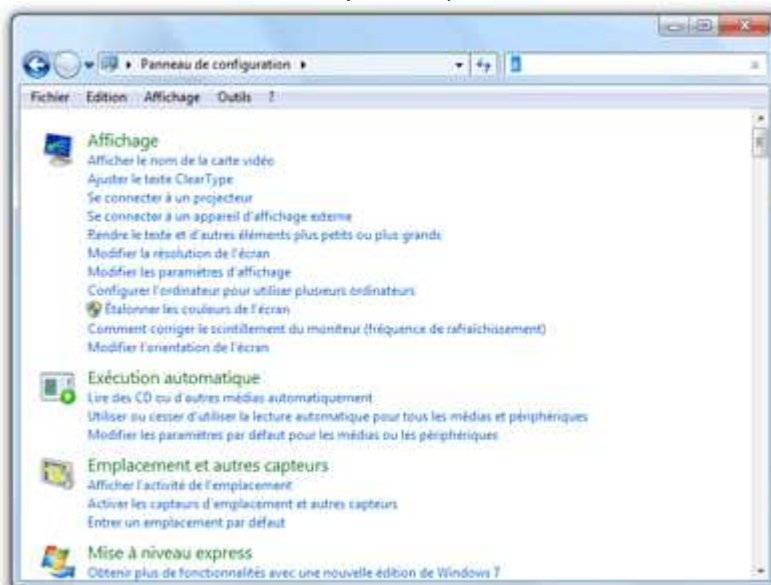 Panneau de configuration
Fichier Edition Affichage Outils ?
Affichage
Afficher le nom de la carte vidéo
Ajuster le texte ClearType
Se connecter à un projecteur
Se connecter à un appareil d'affichage externe
Rendre le texte et d'autres éléments plus petits ou plus grands
Modifier la résolution de l'écran
Modifier les paramètres d'affichage
Configurer l'ordinateur pour utiliser plusieurs ordinateurs
Étalonner les couleurs de l'écran
Comment corriger le scintillement du moniteur (fréquence de rafraîchissement)
Modifier l'orientation de l'écran
Exécution automatique
Lire des CD ou d'autres médias automatiquement
Utiliser ou cesser d'utiliser la lecture automatique pour tous les médias et périphériques
Modifier les paramètres par défaut pour les médias ou les périphériques
Emplacement et autres capteurs
Afficher l'activité de l'emplacement
Activer les capteurs d'emplacement et autres capteurs
Entrer un emplacement par défaut
Mise à niveau express
Obtenir plus de fonctionnalités avec une nouvelle édition de Windows 7